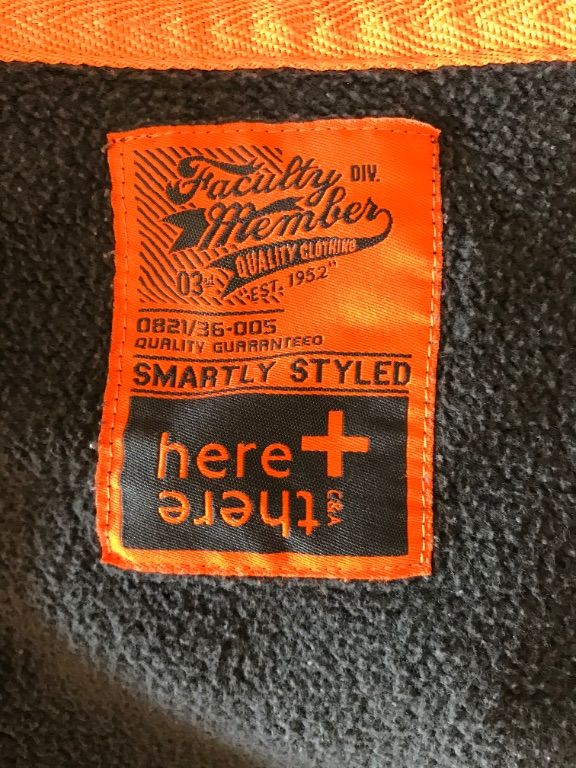 Faculty DIV.
Member
QUALITY CLOTHING
03rd "EST. 1952"
0821/36-005
QUALITY GUARANTEED
SMARTLY STYLED
here+
there
C&A